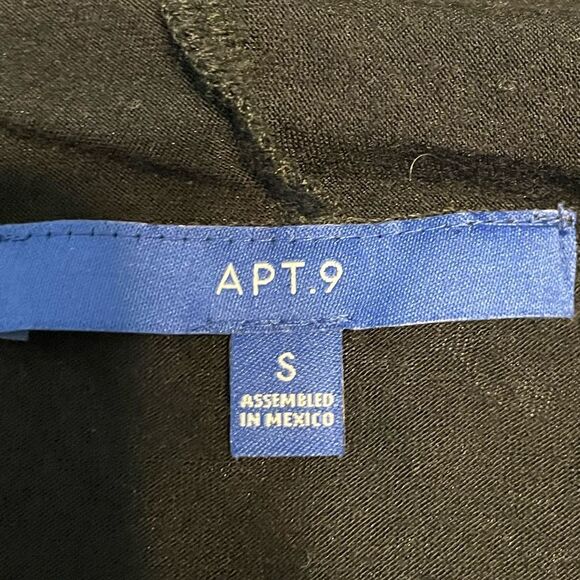 APT.9
S
ASSEMBLED
IN MEXICO